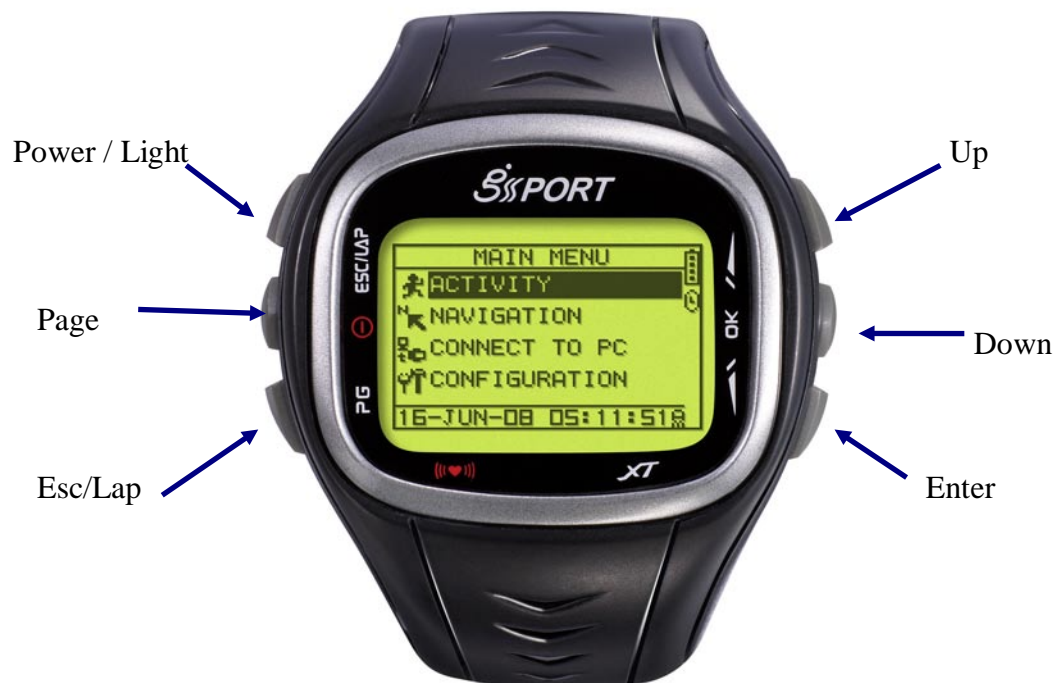 Power / Light
Page
Esc/Lap
Up
Down
Enter
SPORT
ESC/LAP
PG
OK
MAIN MENU
ACTIVITY
N NAVIGATION
CONNECT TO PC
CONFIGURATION
16-JUN-08 05:11:51
XT